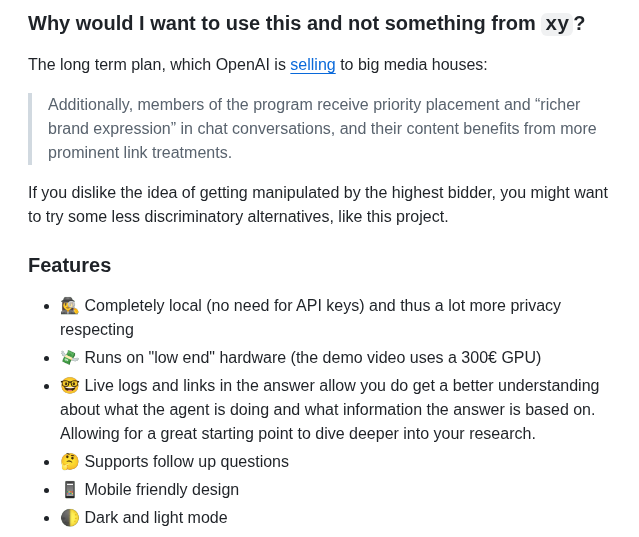 Why would I want to use this and not something from xy?
The long term plan, which OpenAI is selling to big media houses:
Additionally, members of the program receive priority placement and “richer
brand expression” in chat conversations, and their content benefits from more
prominent link treatments.
If you dislike the idea of getting manipulated by the highest bidder, you might want
to try some less discriminatory alternatives, like this project.
Features
🕵️‍♀️ Completely local (no need for API keys) and thus a lot more privacy
respecting
💸 Runs on "low end" hardware (the demo video uses a 300€ GPU)
🤓 Live logs and links in the answer allow you do get a better understanding
about what the agent is doing and what information the answer is based on.
Allowing for a great starting point to dive deeper into your research.
🤔 Supports follow up questions
📱 Mobile friendly design
🌓 Dark and light mode